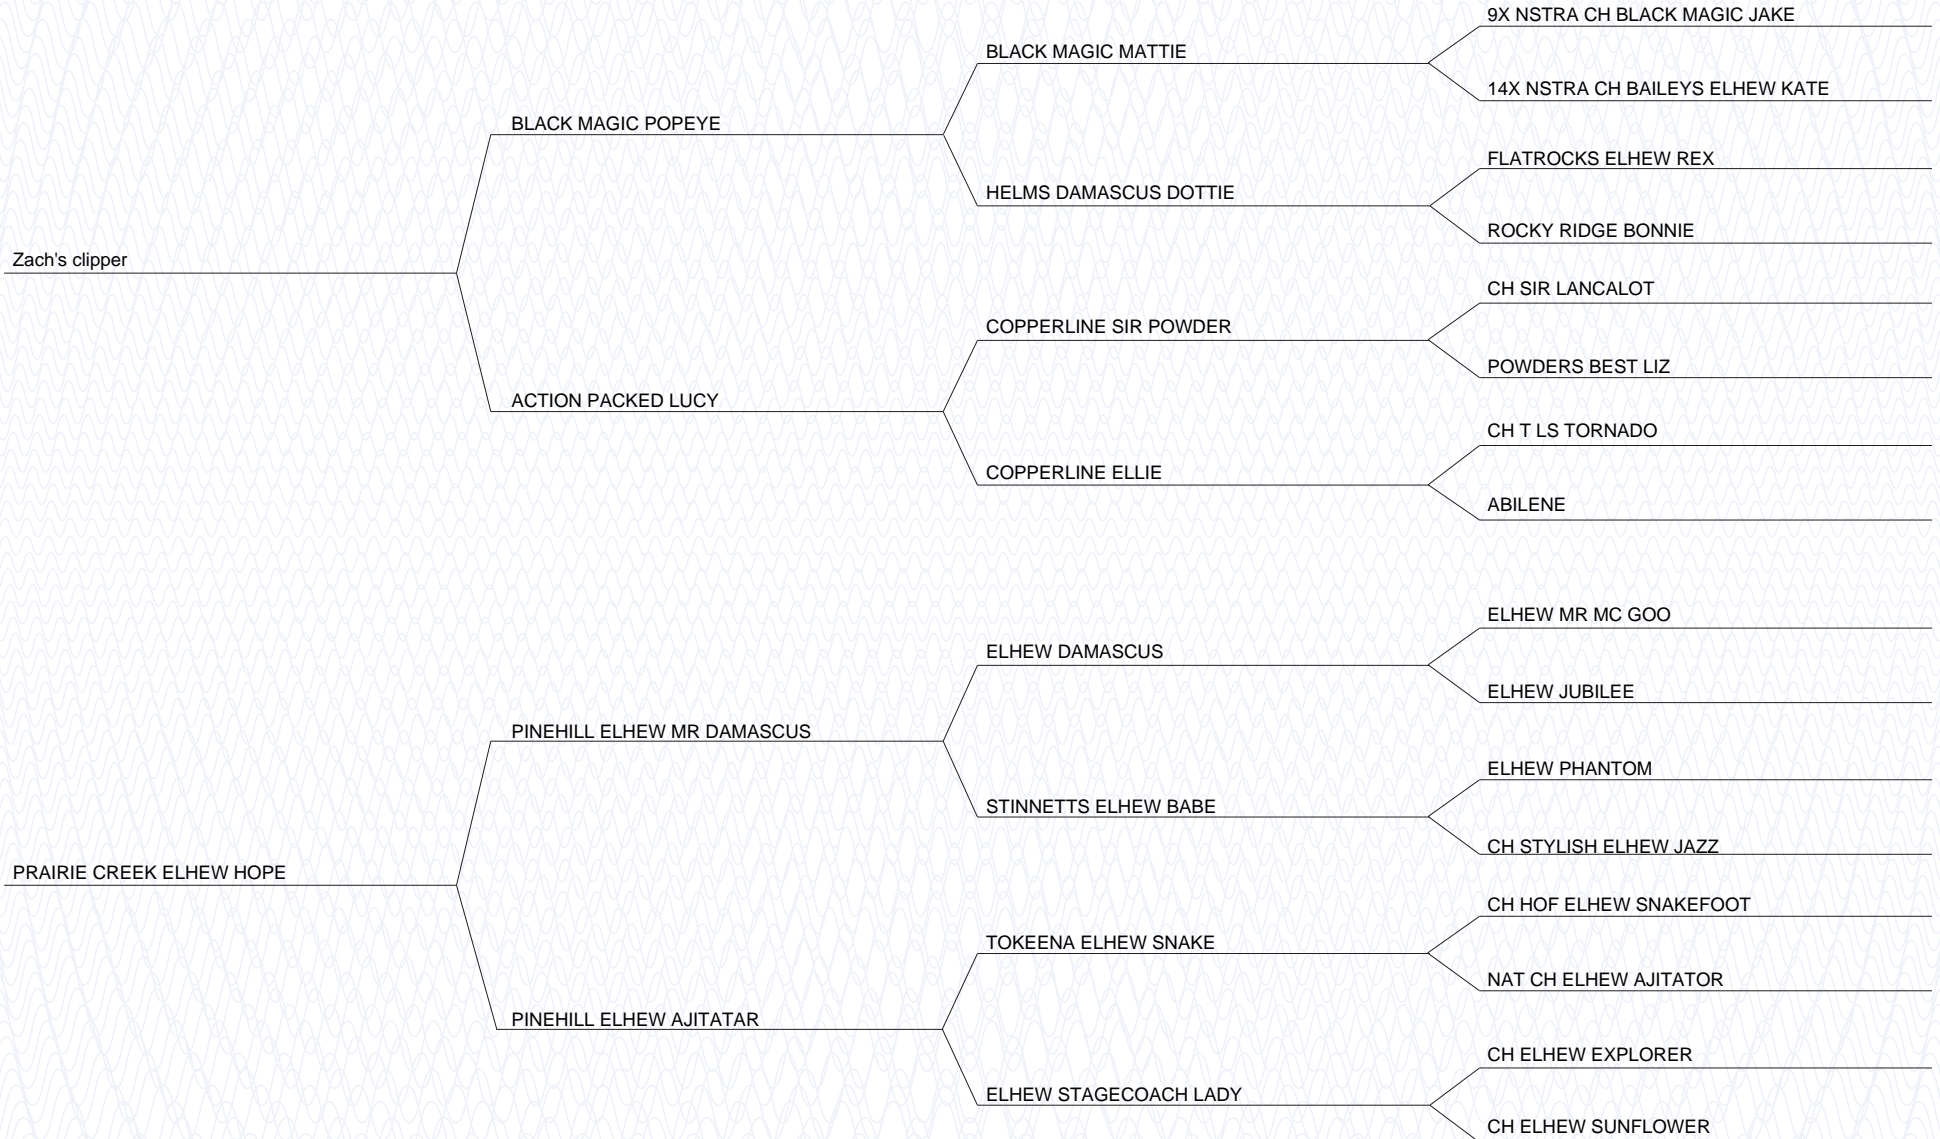 9X NSTRA CH BLACK MAGIC JAKE
BLACK MAGIC MATTIE
14X NSTRA CH BAILEYS ELHEW KATE
BLACK MAGIC POPEYE
FLATROCKS ELHEW REX
HELMS DAMASCUS DOTTIE
ROCKY RIDGE BONNIE
Zach's clipper
CH SIR LANCALOT
COPPERLINE SIR POWDER
POWDERS BEST LIZ
ACTION PACKED LUCY
CH T LS TORNADO
COPPERLINE ELLIE
ABILENE
ELHEW MR MC GOO
ELHEW DAMASCUS
ELHEW JUBILEE
PINEHILL ELHEW MR DAMASCUS
ELHEW PHANTOM
STINNETTS ELHEW BABE
CH STYLISH ELHEW JAZZ
PRAIRIE CREEK ELHEW HOPE
CH HOF ELHEW SNAKEFOOT
TOKEENA ELHEW SNAKE
NAT CH ELHEW AJITATOR
PINEHILL ELHEW AJITATAR
CH ELHEW EXPLORER
ELHEW STAGECOACH LADY
CH ELHEW SUNFLOWER